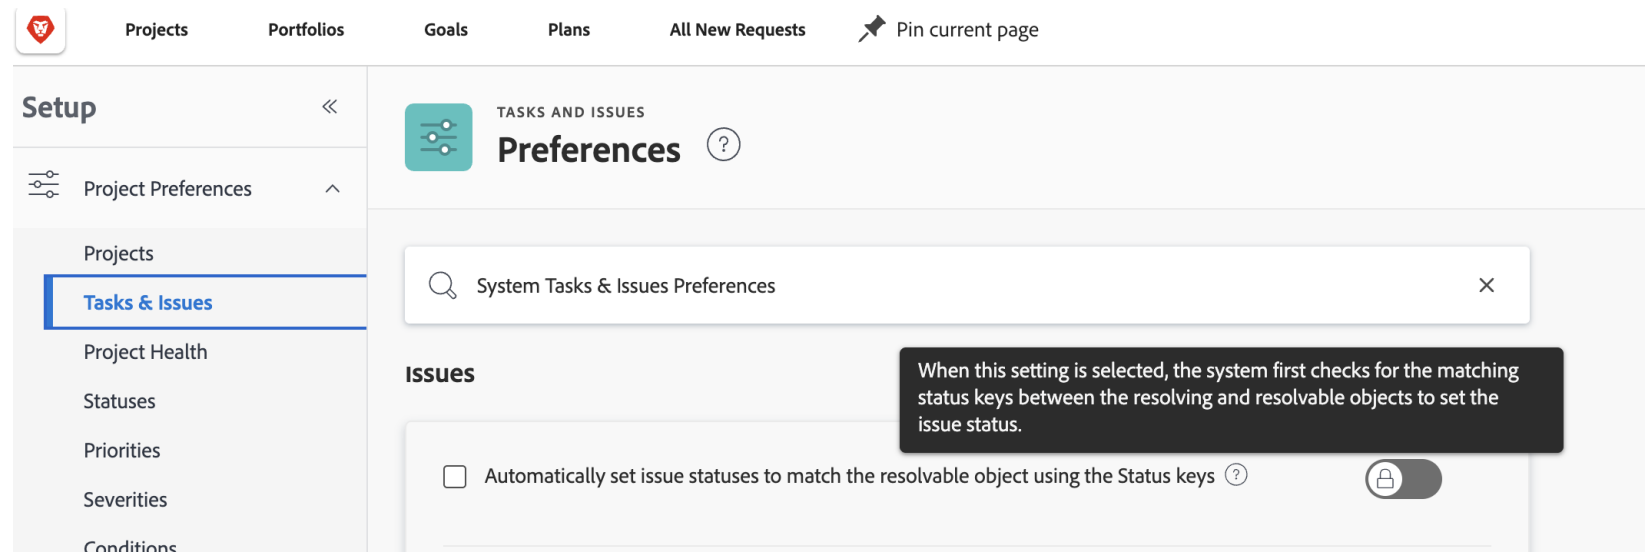 Projects
Portfolios
Goals
Plans
All New Requests
Pin current page
Setup
Project Preferences
Projects
Tasks & Issues
Project Health
Statuses
Priorities
Severities
Conditions
TASKS AND ISSUES
Preferences
?
System Tasks & Issues Preferences
Issues
When this setting is selected, the system first checks for the matching
status keys between the resolving and resolvable objects to set the
issue status.
Automatically set issue statuses to match the resolvable object using the Status keys ?